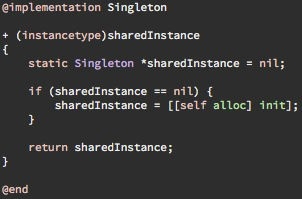 @implementation Singleton
+ (instancetype)sharedInstance
{
    static Singleton *sharedInstance = nil;
    if (sharedInstance == nil) {
        sharedInstance = [[self alloc] init];
    }
    return sharedInstance;
}
@end